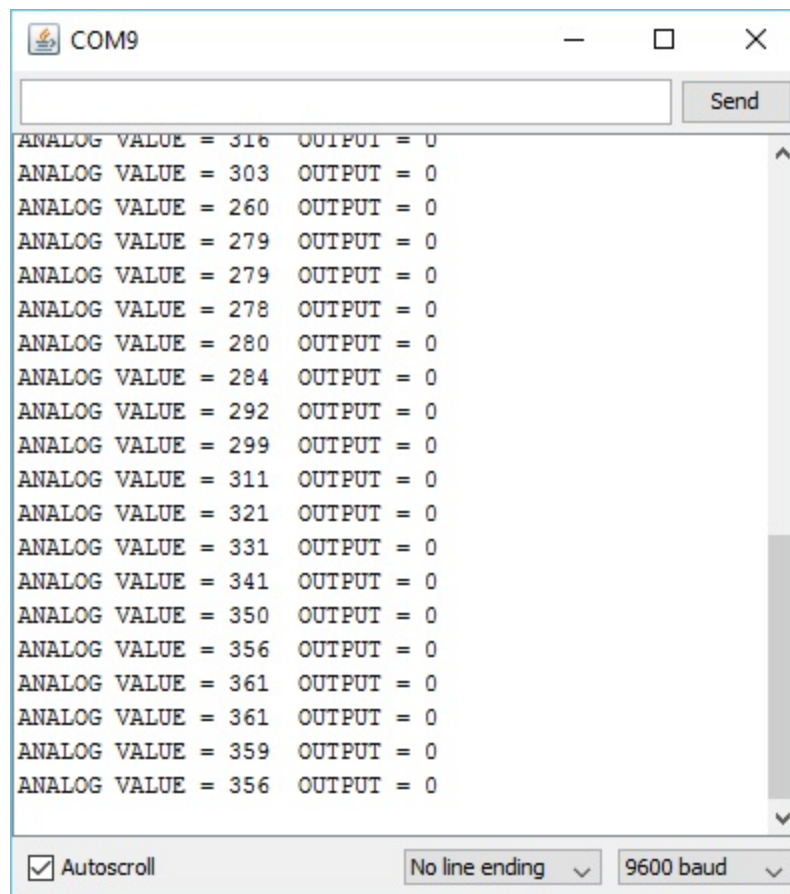 COM9
Send
ANALOG VALUE = 316 OUTPUT = 0
ANALOG VALUE = 303 OUTPUT = 0
ANALOG VALUE = 260 OUTPUT = 0
ANALOG VALUE = 279 OUTPUT = 0
ANALOG VALUE = 279 OUTPUT = 0
ANALOG VALUE = 278 OUTPUT = 0
ANALOG VALUE = 280 OUTPUT = 0
ANALOG VALUE = 284 OUTPUT = 0
ANALOG VALUE = 292 OUTPUT = 0
ANALOG VALUE = 299 OUTPUT = 0
ANALOG VALUE = 311 OUTPUT = 0
ANALOG VALUE = 321 OUTPUT = 0
ANALOG VALUE = 331 OUTPUT = 0
ANALOG VALUE = 341 OUTPUT = 0
ANALOG VALUE = 350 OUTPUT = 0
ANALOG VALUE = 356 OUTPUT = 0
ANALOG VALUE = 361 OUTPUT = 0
ANALOG VALUE = 361 OUTPUT = 0
ANALOG VALUE = 359 OUTPUT = 0
ANALOG VALUE = 356 OUTPUT = 0
Autoscroll No line ending 9600 baud